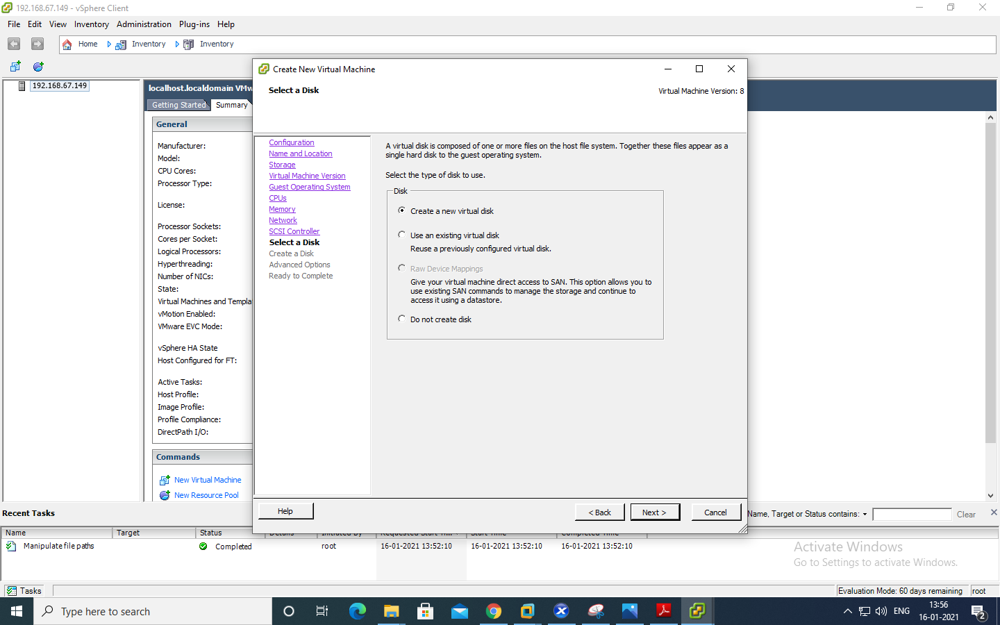 192.168.67.149 - vSphere Client
File Edit View Inventory Administration Plug-ins Help
Home Inventory Inventory
192.168.67.149
localhost.localdomain VMw
Getting Started Summary
General
Manufacturer:
Model:
CPU Cores:
Processor Type:
License:
Processor Sockets:
Cores per Socket:
Logical Processors:
Hyperthreading:
Number of NICs:
State:
Virtual Machines and Templa
vMotion Enabled:
VMware EVC Mode:
vSphere HA State
Host Configured for FT:
Active Tasks:
Host Profile:
Image Profile:
Profile Compliance:
DirectPath I/O:
Commands
New Virtual Machine
New Resource Pool
Create New Virtual Machine
Select a Disk
Virtual Machine Version: 8
Configuration
Name and Location
Storage
Virtual Machine Version
Guest Operating System
CPUs
Memory
Network
SCSI Controller
Select a Disk
Create a Disk
Advanced Options
Ready to Complete
A virtual disk is composed of one or more files on the host file system. Together these files appear as a
single hard disk to the guest operating system.
Select the type of disk to use.
Disk
Create a new virtual disk
Use an existing virtual disk
Reuse a previously configured virtual disk.
Raw Device Mappings
Give your virtual machine direct access to SAN. This option allows you to
use existing SAN commands to manage the storage and continue to
access it using a datastore.
Do not create disk
Help < Back Next > Cancel
Recent Tasks
Name, Target or Status contains: Clear
Name Target Status Details Initiated by Requested Start Ti... Start Time Completed Time
Manipulate file paths Completed root 16-01-2021 13:52:10 16-01-2021 13:52:10 16-01-2021 13:52:10
Activate Windows
Go to Settings to activate Windows.
Tasks
Evaluation Mode: 60 days remaining root
Type here to search
ENG
13:56
16-01-2021
2